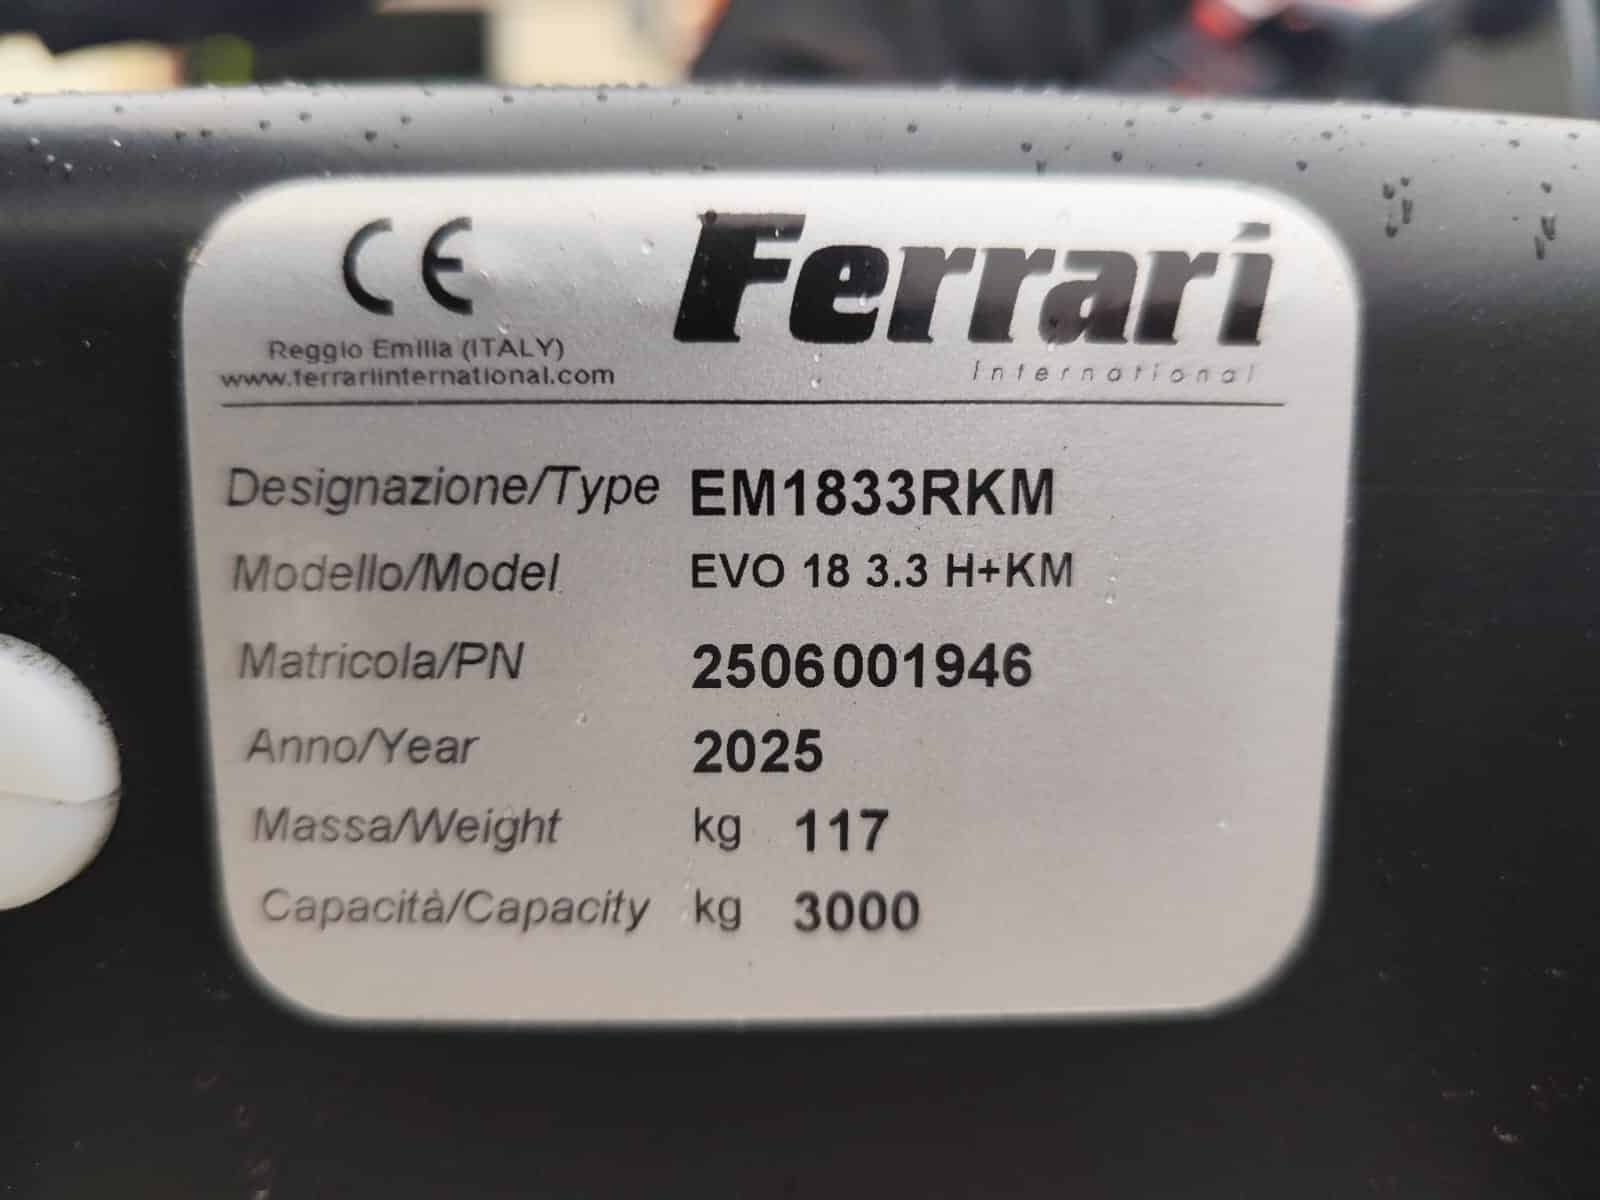 CE Ferrari
Reggio Emilia (ITALY)
www.ferrariinternational.com
International
Designazione/Type EM1833RKM
Modello/Model EVO 18 3.3 H+KM
Matricola/PN 2506001946
Anno/Year 2025
Massa/Weight kg 117
Capacità/Capacity kg 3000